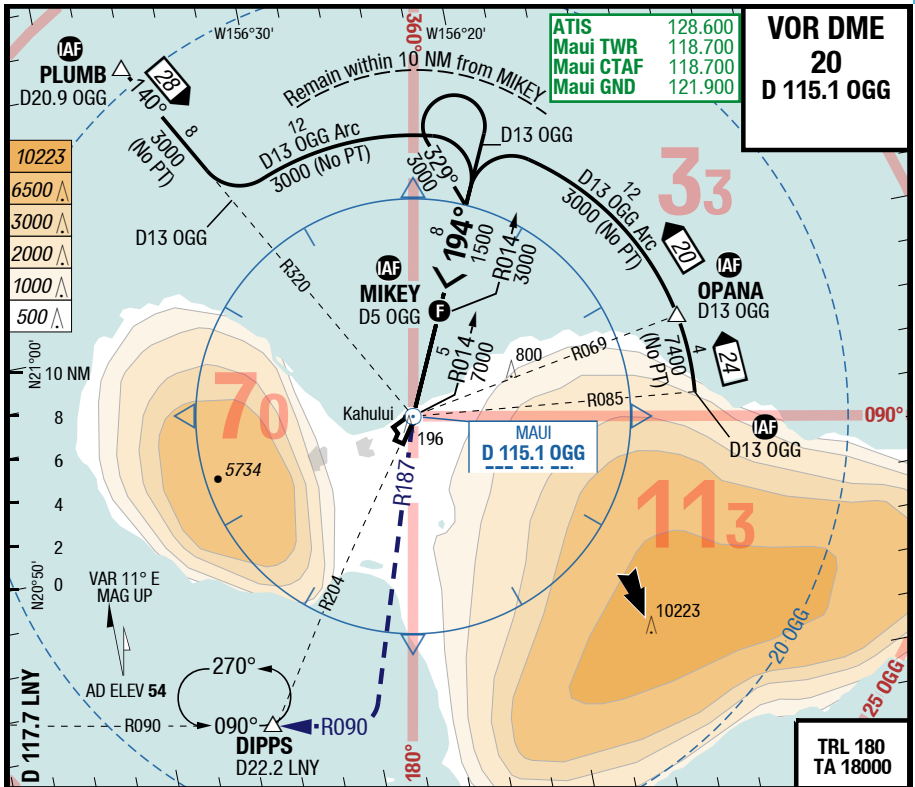 ATIS 128.600
Maui TWR 118.700
Maui CTAF 118.700
Maui GND 121.900
VOR DME
20
D 115.1 OGG
W156°30'
360°
W156°20'
IAF
PLUMB
D20.9 OGG
28
140°
8
3000
(No PT)
Remain within 10 NM from MIKEY
12
D13 OGG Arc
3000 (No PT)
D13 OGG
329°
3000
D13 OGG
12
D13 OGG Arc
3000 (No PT)
33
20
10223
6500
3000
2000
1000
500
R320
8
194°
1500
R014
3000
IAF
MIKEY
D5 OGG
F
IAF
OPANA
D13 OGG
5
R014
7000
800
R069
7400
(No PT)
4
24
R085
IAF
D13 OGG
N21°00'
10 NM
8
6
4
2
0
N20°50'
70
5734
Kahului
196
MAUI
D 115.1 OGG
090°
R187
113
10223
R204
VAR 11° E
MAG UP
AD ELEV 54
270°
090°
R090
R090
DIPPS
D22.2 LNY
D 117.7 LNY
180°
20 OGG
25 OGG
TRL 180
TA 18000